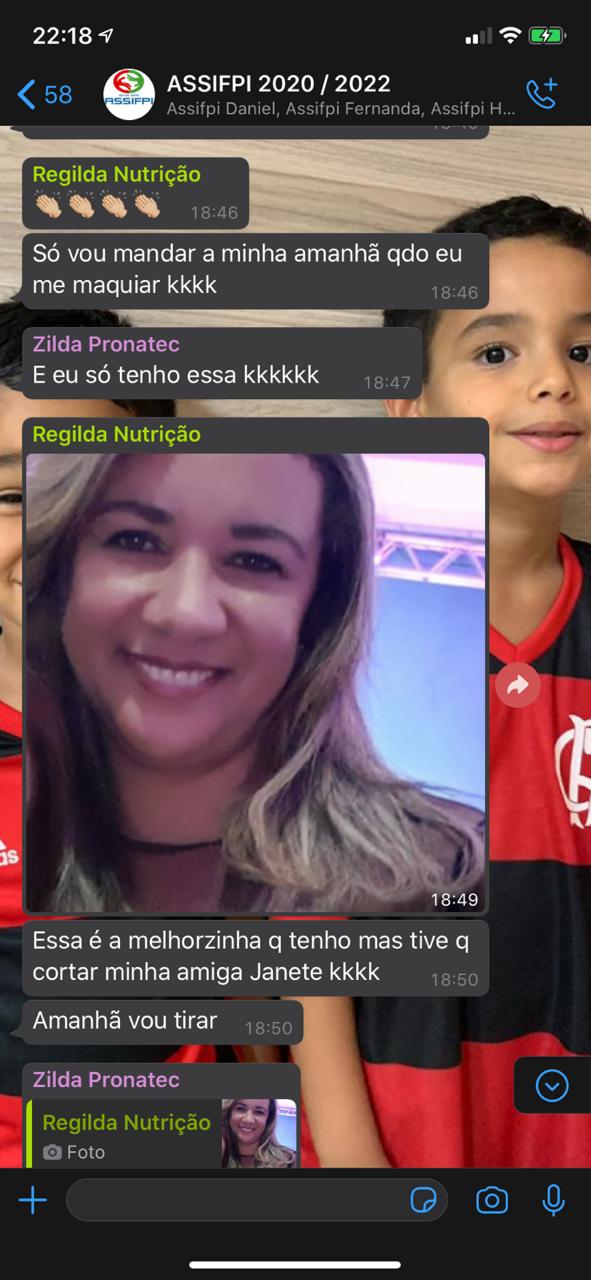 22:18
58
ASSIFPI
ASSIFPI 2020 / 2022
Assifpi Daniel, Assifpi Fernanda, Assifpi H...
Regilda Nutrição
👏🏼👏🏼👏🏼👏🏼 18:46
Só vou mandar a minha amanhã qdo eu
me maquiar kkkk 18:46
Zilda Pronatec
E eu só tenho essa kkkkkk 18:47
Regilda Nutrição
18:49
Essa é a melhorzinha q tenho mas tive q
cortar minha amiga Janete kkkk 18:50
Amanhã vou tirar 18:50
Zilda Pronatec
Regilda Nutrição
Foto